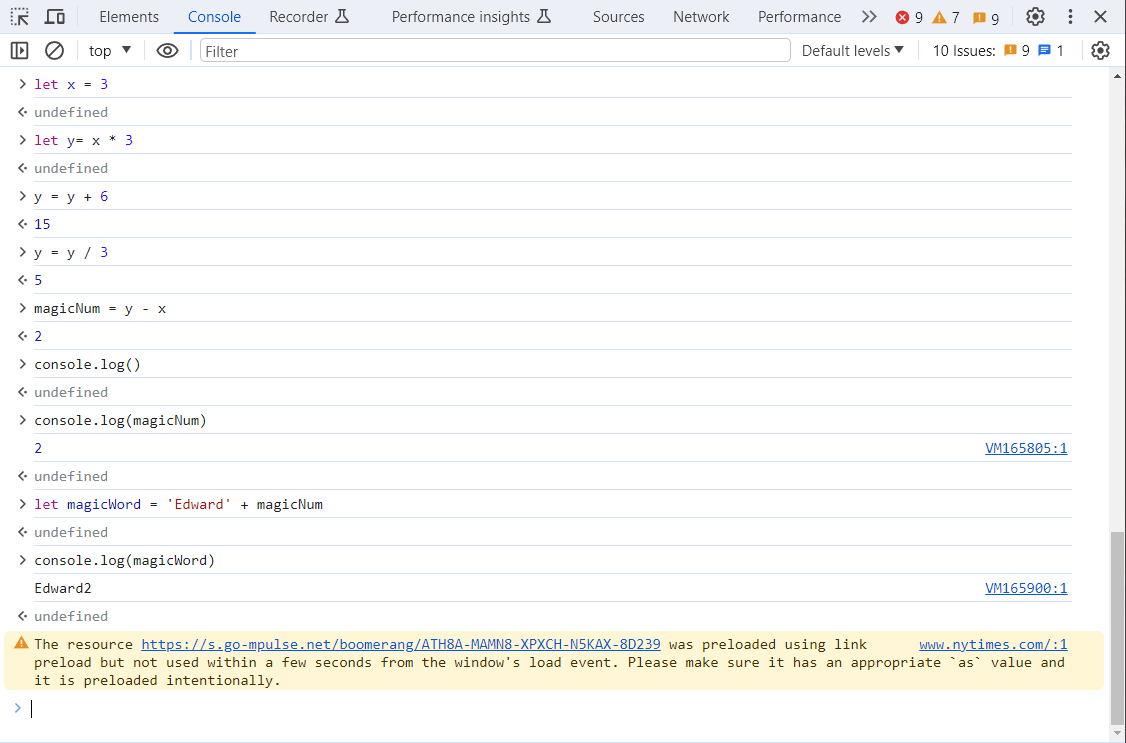 Elements Console Recorder Performance insights Sources Network Performance 9 7 9
top Filter Default levels 10 Issues: 9 1
let x = 3
undefined
let y= x * 3
undefined
y = y + 6
15
y = y / 3
5
magicNum = y - x
2
console.log()
undefined
console.log(magicNum)
2 VM165805:1
undefined
let magicWord = 'Edward' + magicNum
undefined
console.log(magicWord)
Edward2 VM165900:1
undefined
The resource https://s.go-mpulse.net/boomerang/ATH8A-MAMN8-XPXCH-N5KAX-8D239 was preloaded using link www.nytimes.com/:1
preload but not used within a few seconds from the window's load event. Please make sure it has an appropriate `as` value and
it is preloaded intentionally.